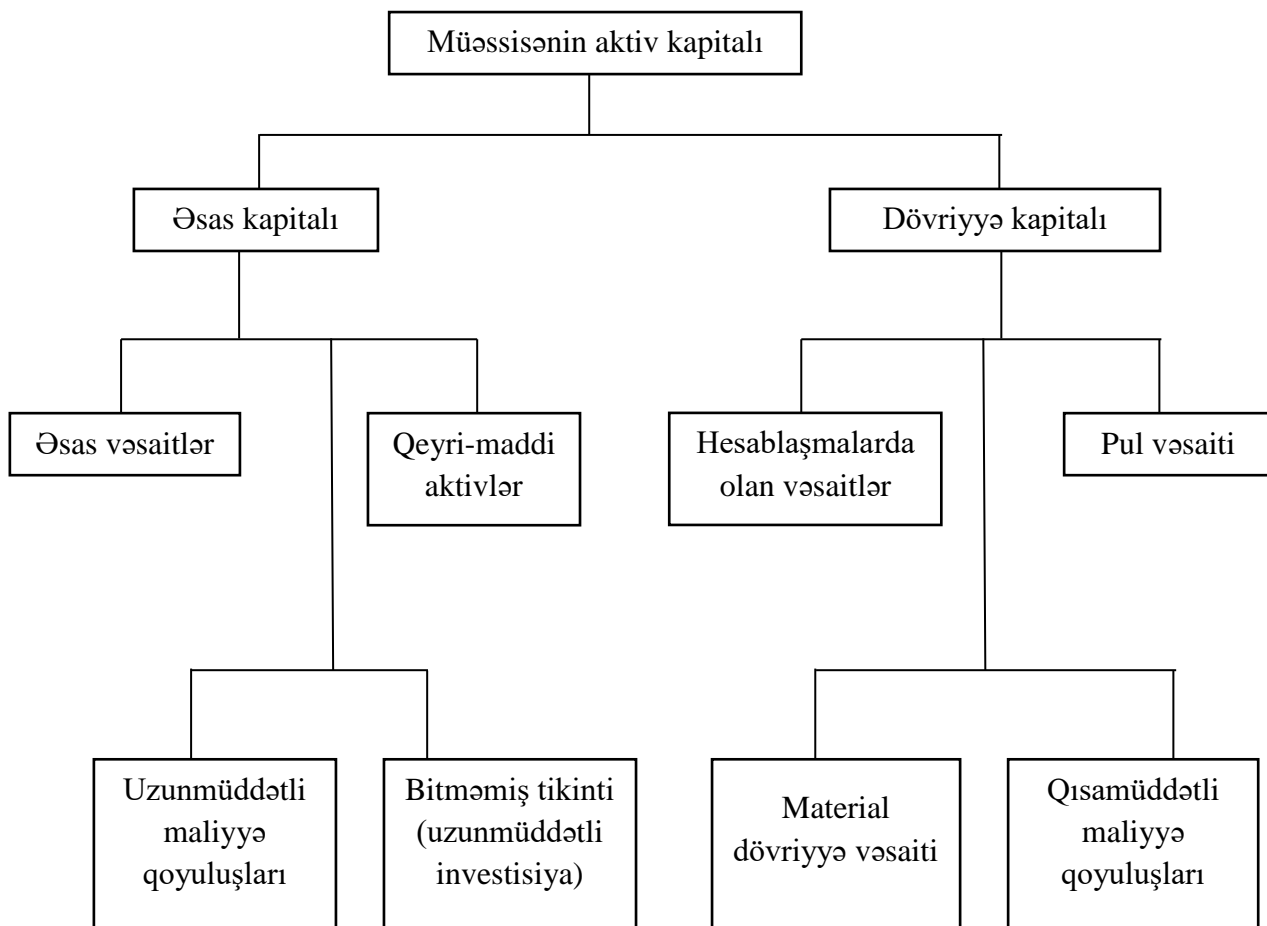 Müəssisənin aktiv kapitalı
Əsas kapitalı
Dövriyyə kapitalı
Əsas vəsaitlər
Qeyri-maddi
aktivlər
Hesablaşmalarda
olan vəsaitlər
Pul vəsaiti
Uzunmüddətli
maliyyə
qoyuluşları
Bitməmiş tikinti
(uzunmüddətli
investisiya)
Material
dövriyyə vəsaiti
Qısamüddətli
maliyyə
qoyuluşları